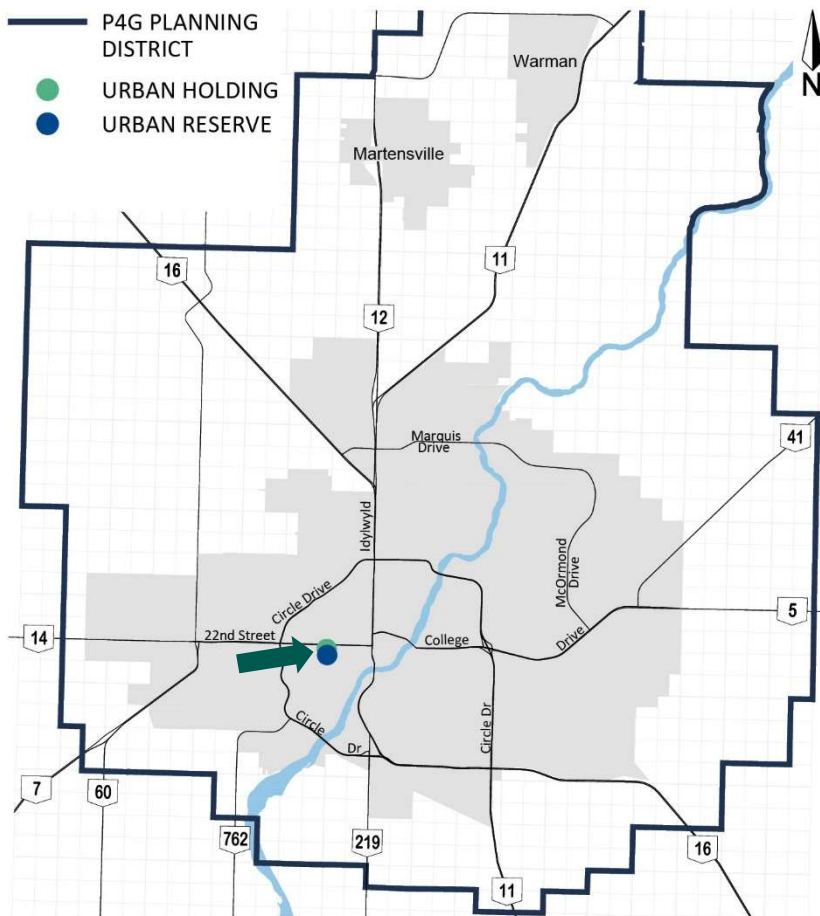 P4G PLANNING
DISTRICT
URBAN HOLDING
URBAN RESERVE
N
Warman
Martensville
16
11
12
41
Marquis
Drive
Idylwyld
McOrmond
Drive
Circle Drive
5
14
22nd Street
College
Drive
Circle
Dr
Circle Dr
7
60
762
219
16
11